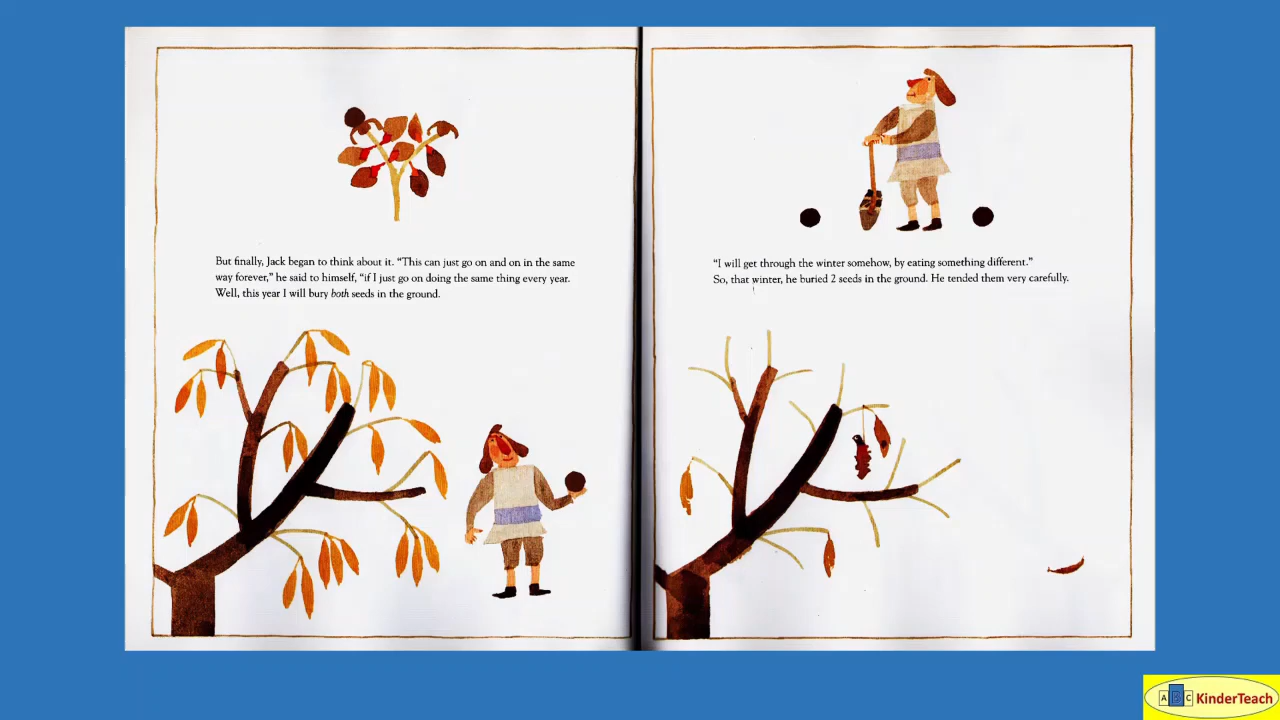 But finally, Jack began to think about it. “This can just go on and on in the same
way forever,” he said to himself, “if I just go on doing the same thing every year.
Well, this year I will bury both seeds in the ground.
“I will get through the winter somehow, by eating something different.”
So, that winter, he buried 2 seeds in the ground. He tended them very carefully.
ABC KinderTeach